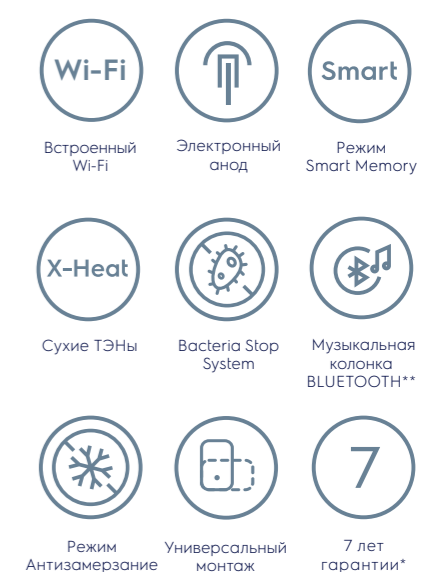 Wi-Fi
Smart
Встроенный
Wi-Fi
Электронный
анод
Режим
Smart Memory
X-Heat
Сухие ТЭНы
Bacteria Stop
System
Музыкальная
колонка
BLUETOOTH**
7
Режим
Антизамерзание
Универсальный
монтаж
7 лет
гарантии*